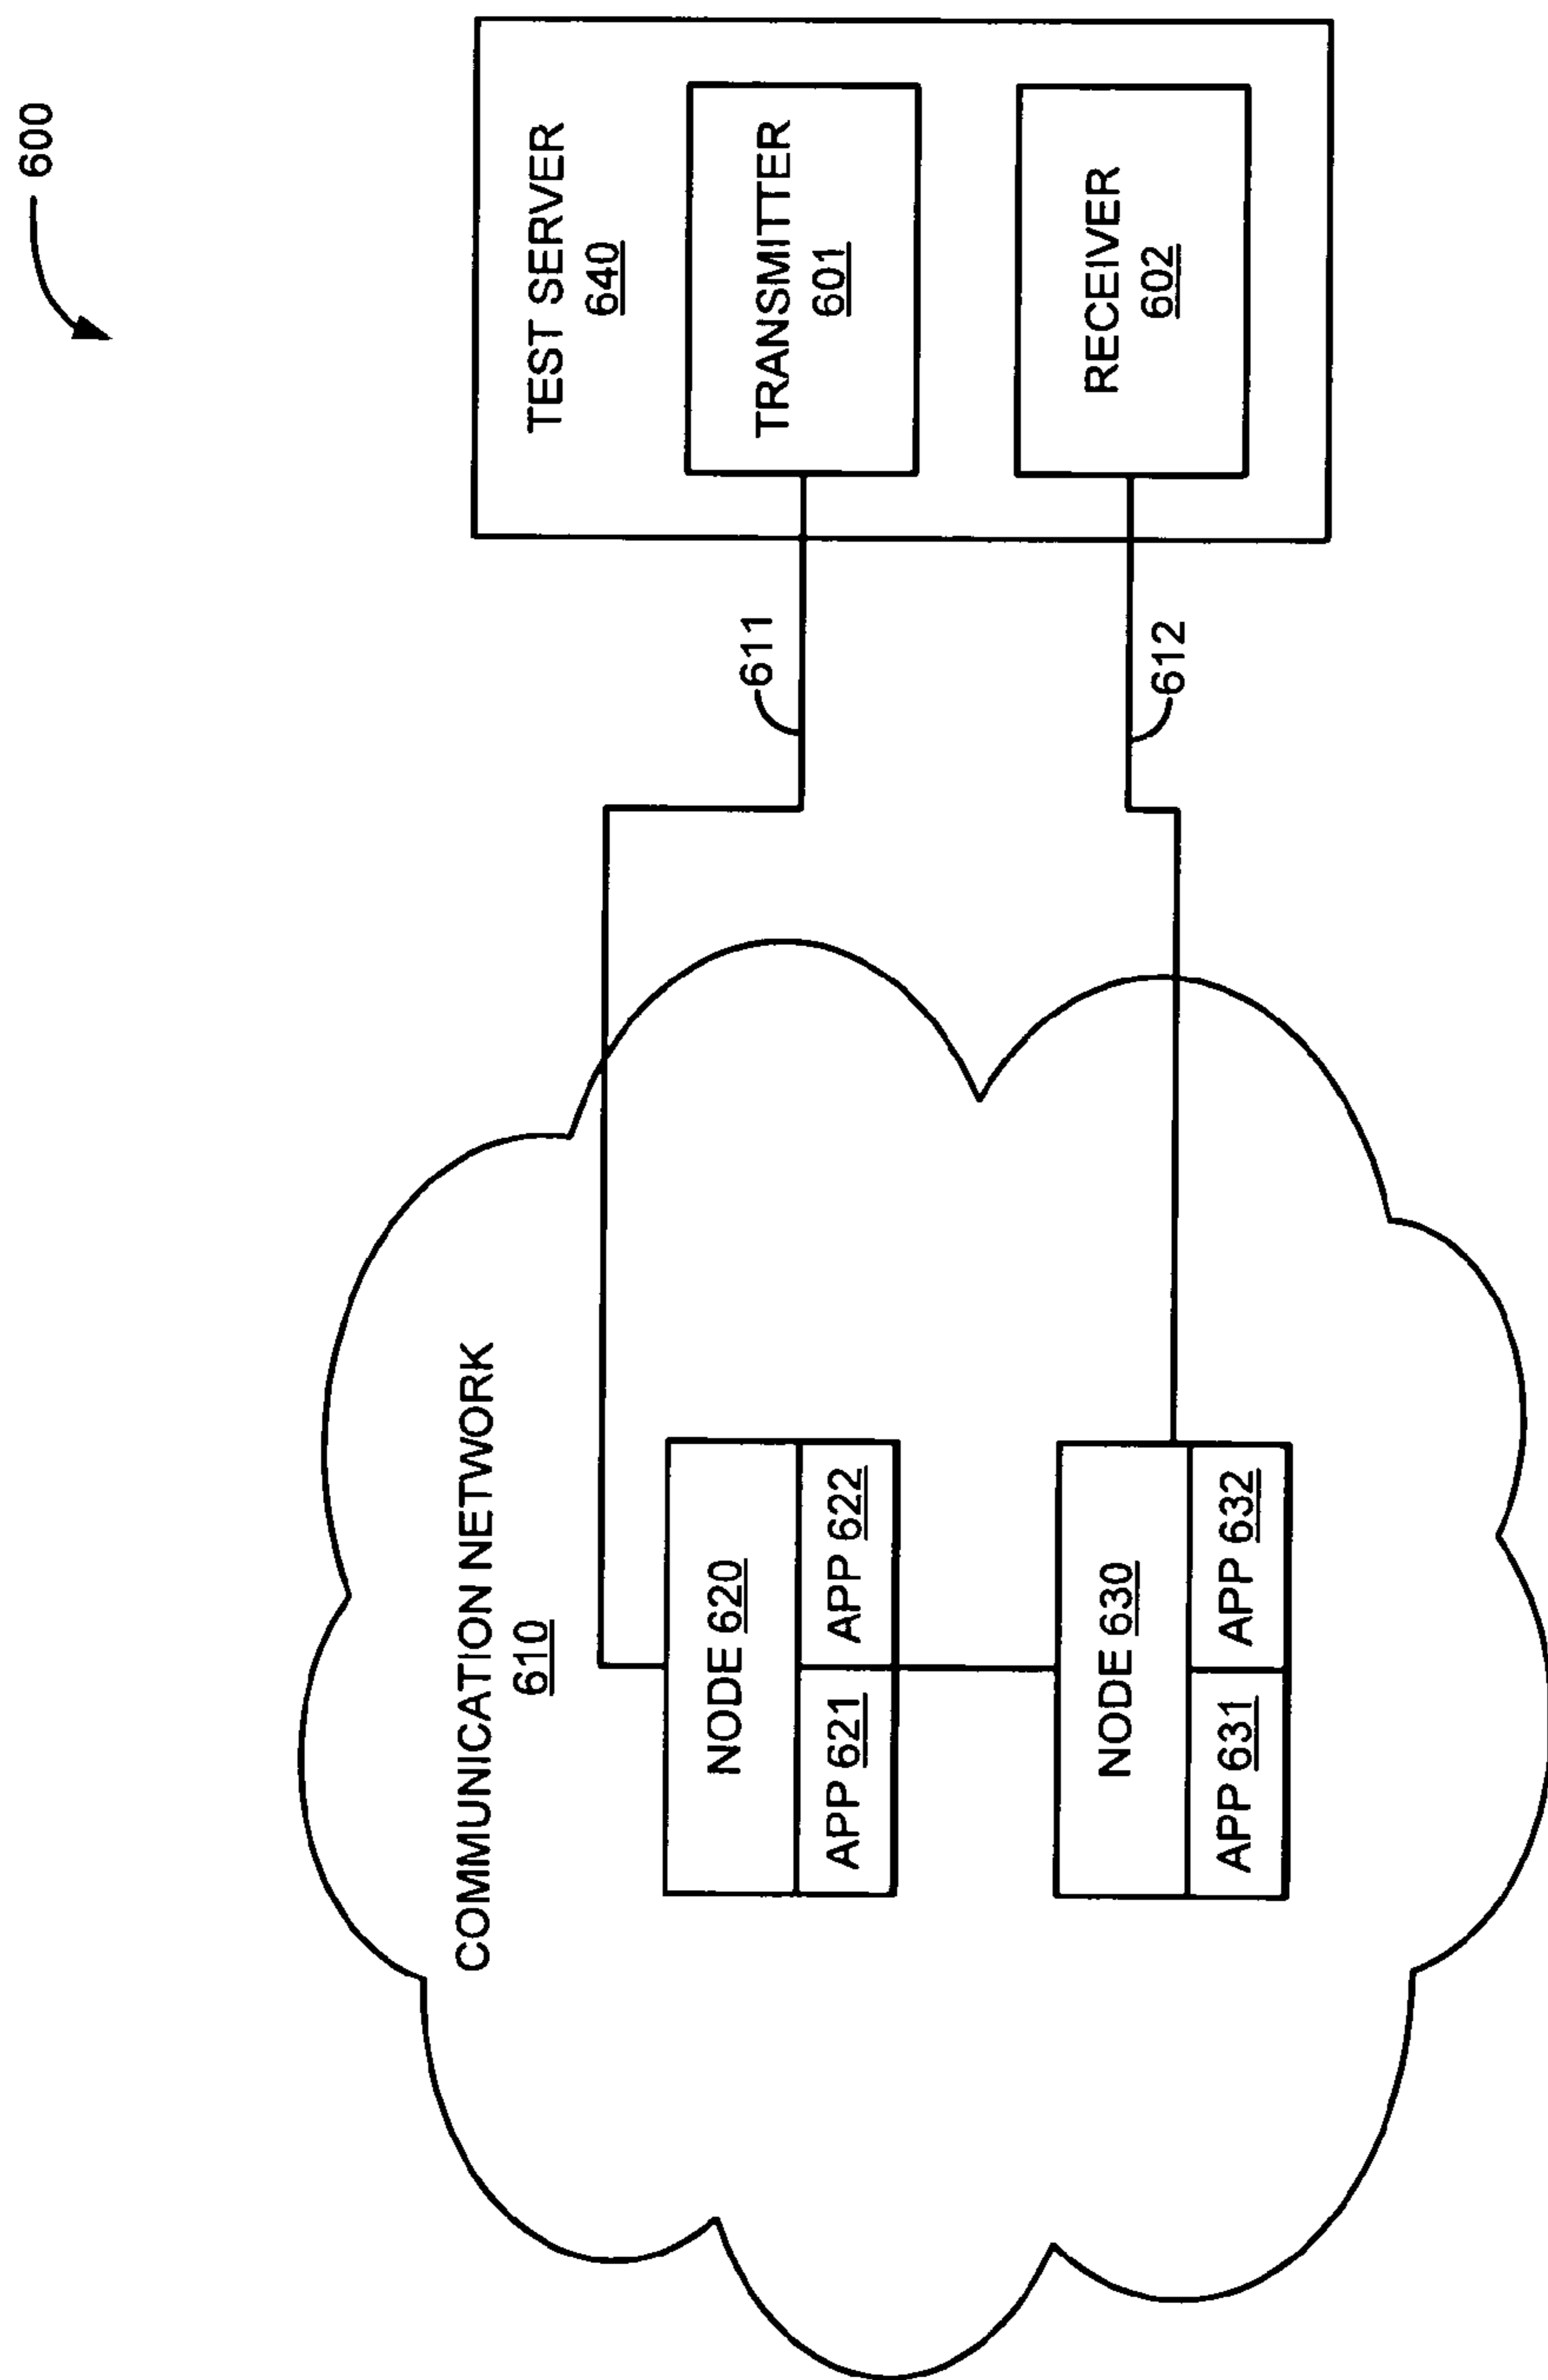 600
COMMUNICATION NETWORK
610
NODE 620
APP 621
APP 622
NODE 630
APP 631
APP 632
611
612
TEST SERVER
640
TRANSMITTER
601
RECEIVER
602